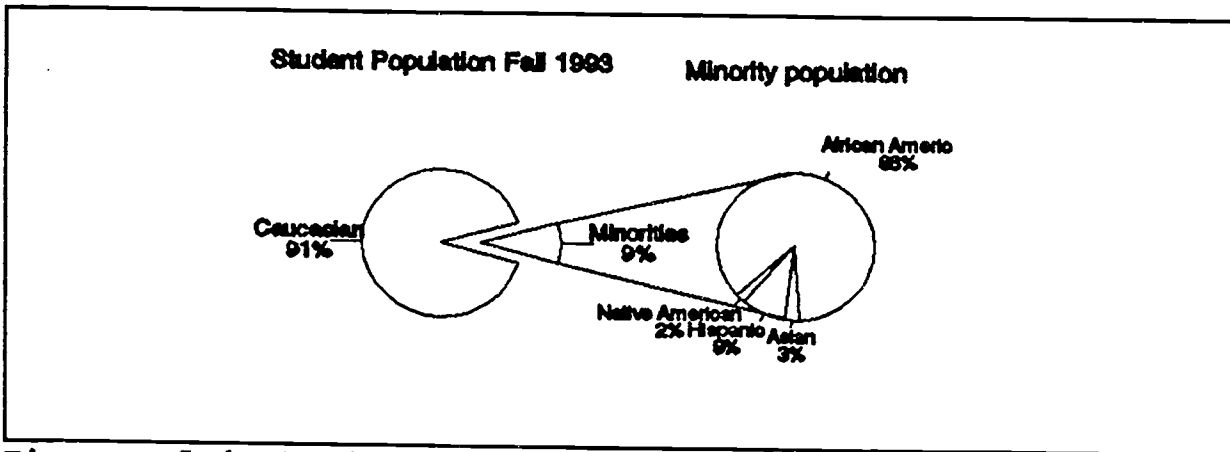 Student Population Fall 1993
Minority population
African Americ
86%
Caucasian
91%
Minorities
9%
Native American
2%
Hispanic
9%
Asian
3%